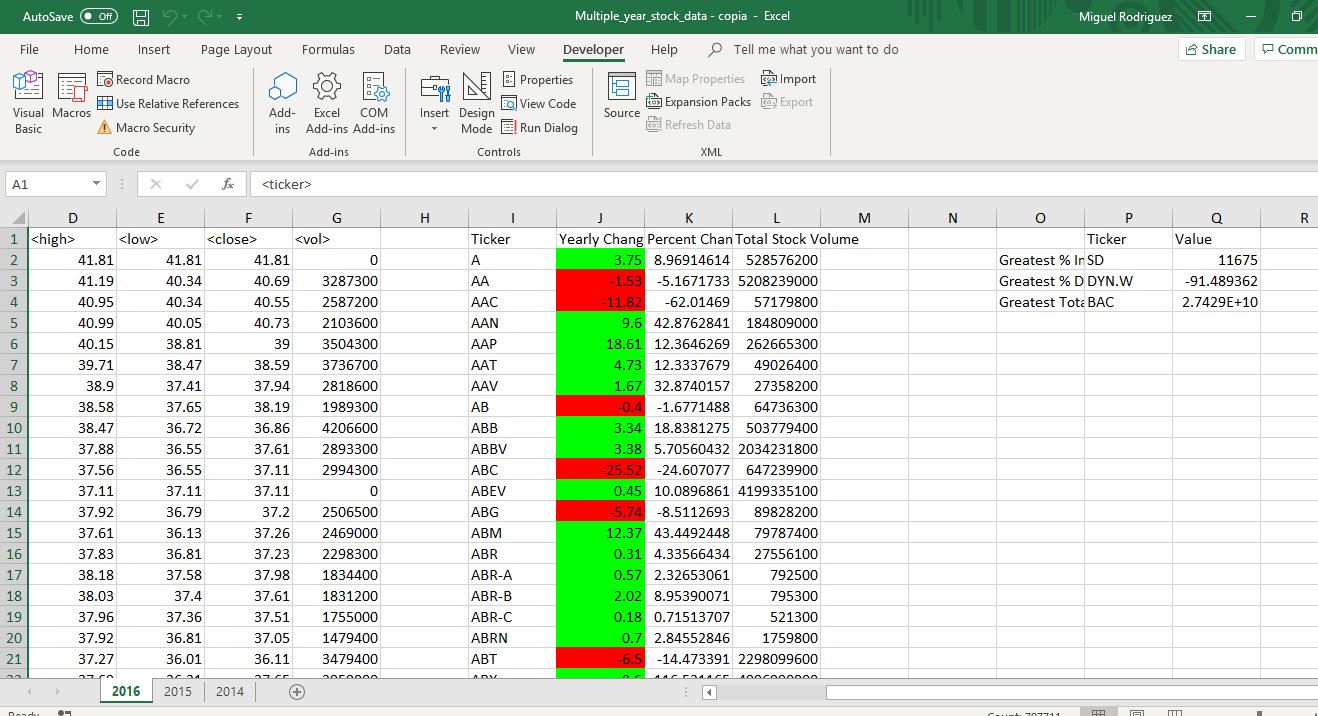 AutoSave Off Multiple_year_stock_data - copia - Excel Miguel Rodriguez
File Home Insert Page Layout Formulas Data Review View Developer Help Tell me what you want to do Share Comm
Visual Basic Macros Record Macro Use Relative References Macro Security Code
Add-ins Excel Add-ins COM Add-ins Add-ins
Insert Design Mode Properties View Code Run Dialog Controls
Source Map Properties Expansion Packs Refresh Data Import Export XML
A1 fx <ticker>
D E F G H I J K L M N O P Q R
1 <high> <low> <close> <vol> Ticker Yearly Chang Percent Chan Total Stock Volume Ticker Value
2 41.81 41.81 41.81 0 A 3.75 8.96914614 528576200 Greatest % In SD 11675
3 41.19 40.34 40.69 3287300 AA -1.53 -5.1671733 5208239000 Greatest % D DYN.W -91.489362
4 40.95 40.34 40.55 2587200 AAC -11.82 -62.01469 57179800 Greatest Tota BAC 2.7429E+10
5 40.99 40.05 40.73 2103600 AAN 9.6 42.8762841 184809000
6 40.15 38.81 39 3504300 AAP 18.61 12.3646269 262665300
7 39.71 38.47 38.59 3736700 AAT 4.73 12.3337679 49026400
8 38.9 37.41 37.94 2818600 AAV 1.67 32.8740157 27358200
9 38.58 37.65 38.19 1989300 AB -0.4 -1.6771488 64736300
10 38.47 36.72 36.86 4206600 ABB 3.34 18.8381275 503779400
11 37.88 36.55 37.61 2893300 ABBV 3.38 5.70560432 2034231800
12 37.56 36.55 37.11 2994300 ABC -25.52 -24.607077 647239900
13 37.11 37.11 37.11 0 ABEV 0.45 10.0896861 4199335100
14 37.92 36.79 37.2 2506500 ABG -5.74 -8.5112693 89828200
15 37.61 36.13 37.26 2469000 ABM 12.37 43.4492448 79787400
16 37.83 36.81 37.23 2298300 ABR 0.31 4.33566434 27556100
17 38.18 37.58 37.98 1834400 ABR-A 0.57 2.32653061 792500
18 38.03 37.4 37.61 1831200 ABR-B 2.02 8.95390071 795300
19 37.96 37.36 37.51 1755000 ABR-C 0.18 0.71513707 521300
20 37.92 36.81 37.05 1479400 ABRN 0.7 2.84552846 1759800
21 37.27 36.01 36.11 3479400 ABT -6.5 -14.473391 2298099600
2016 2015 2014